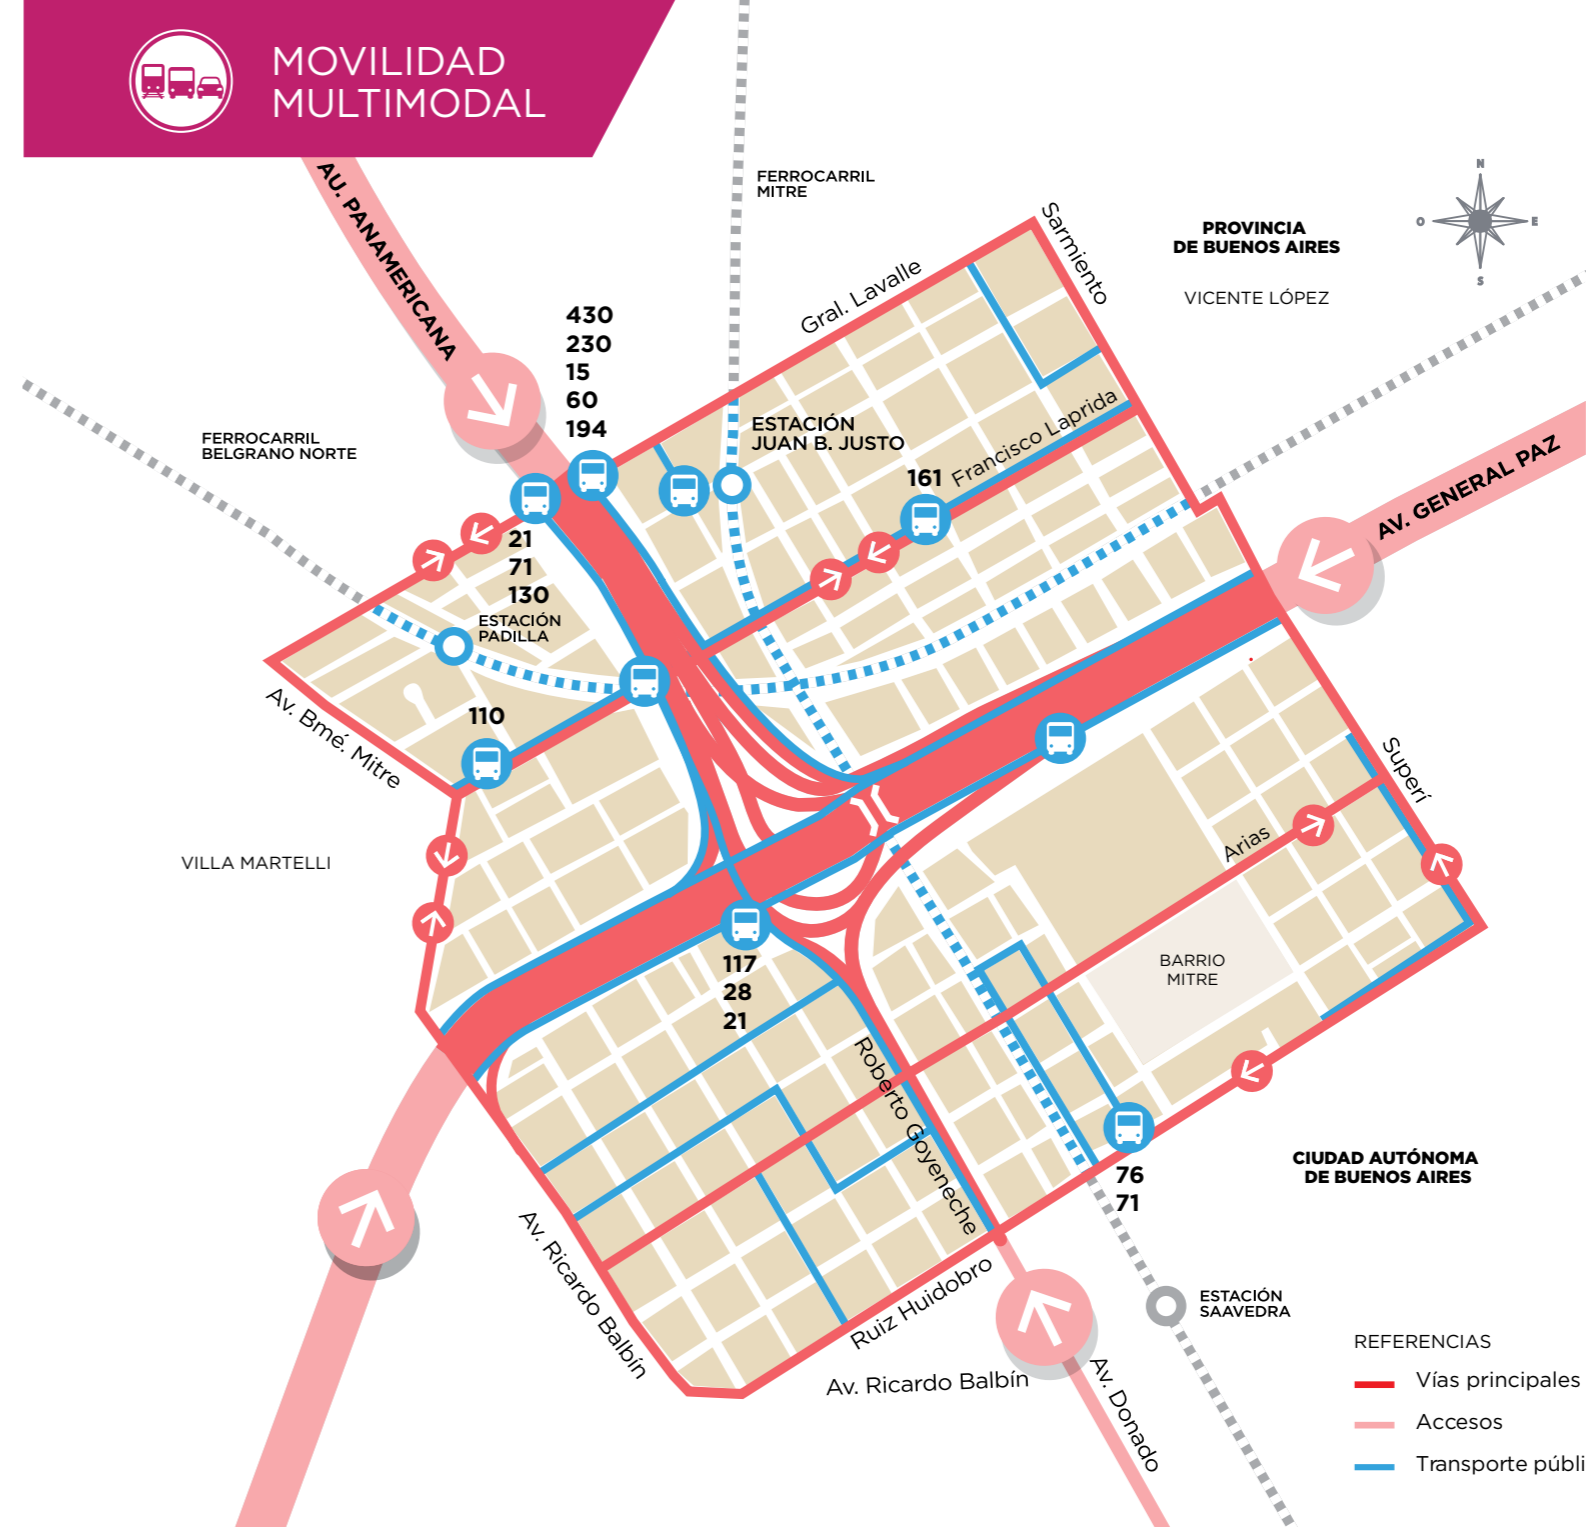 MOVILIDAD
MULTIMODAL
AU. PANAMERICANA
FERROCARRIL
MITRE
N
O
E
S
PROVINCIA
DE BUENOS AIRES
VICENTE LÓPEZ
Sarmiento
Gral. Lavalle
430
230
15
60
194
FERROCARRIL
BELGRANO NORTE
ESTACIÓN
JUAN B. JUSTO
161
Francisco Laprida
AV. GENERAL PAZ
21
71
130
ESTACIÓN
PADILLA
Av. Bmé. Mitre
110
VILLA MARTELLI
Superí
Arias
BARRIO
MITRE
117
28
21
Roberto Goyeneche
76
71
CIUDAD AUTÓNOMA
DE BUENOS AIRES
Av. Ricardo Balbín
Ruiz Huidobro
Av. Ricardo Balbín
Av. Donado
ESTACIÓN
SAAVEDRA
REFERENCIAS
Vías principales
Accesos
Transporte públi